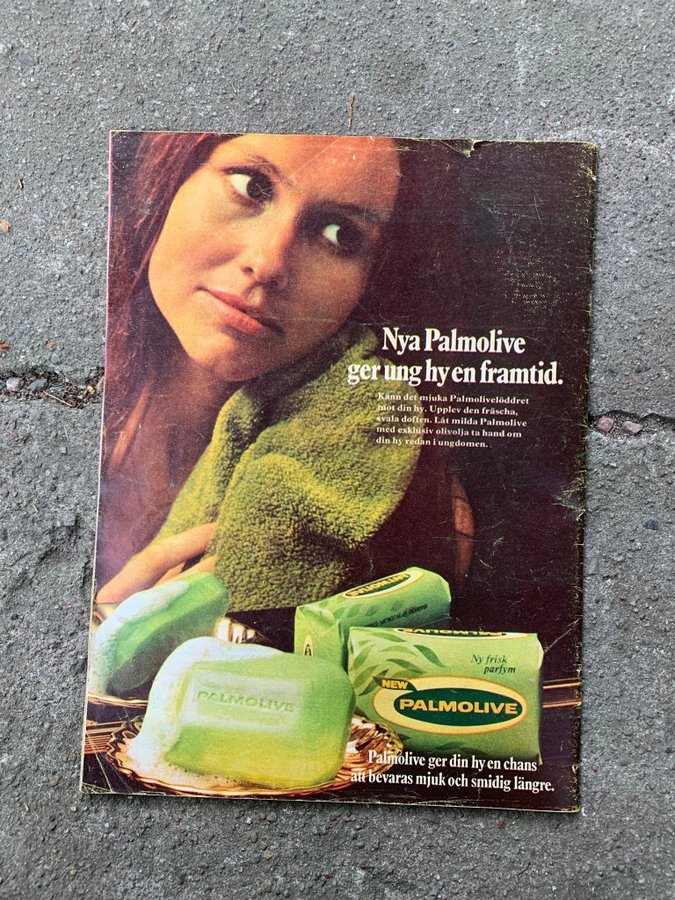 Nya Palmolive
ger ung hy en framtid.
Känn det mjuka Palmolivelöddret
mot din hy. Upplev den fräscha,
svala doften. Låt milda Palmolive
med exklusiv olivolja ta hand om
din hy redan i ungdomen.
PALMOLIVE
Ny frisk
parfym
NEW
PALMOLIVE
PALMOLIVE
Palmolive ger din hy en chans
att bevaras mjuk och smidig längre.